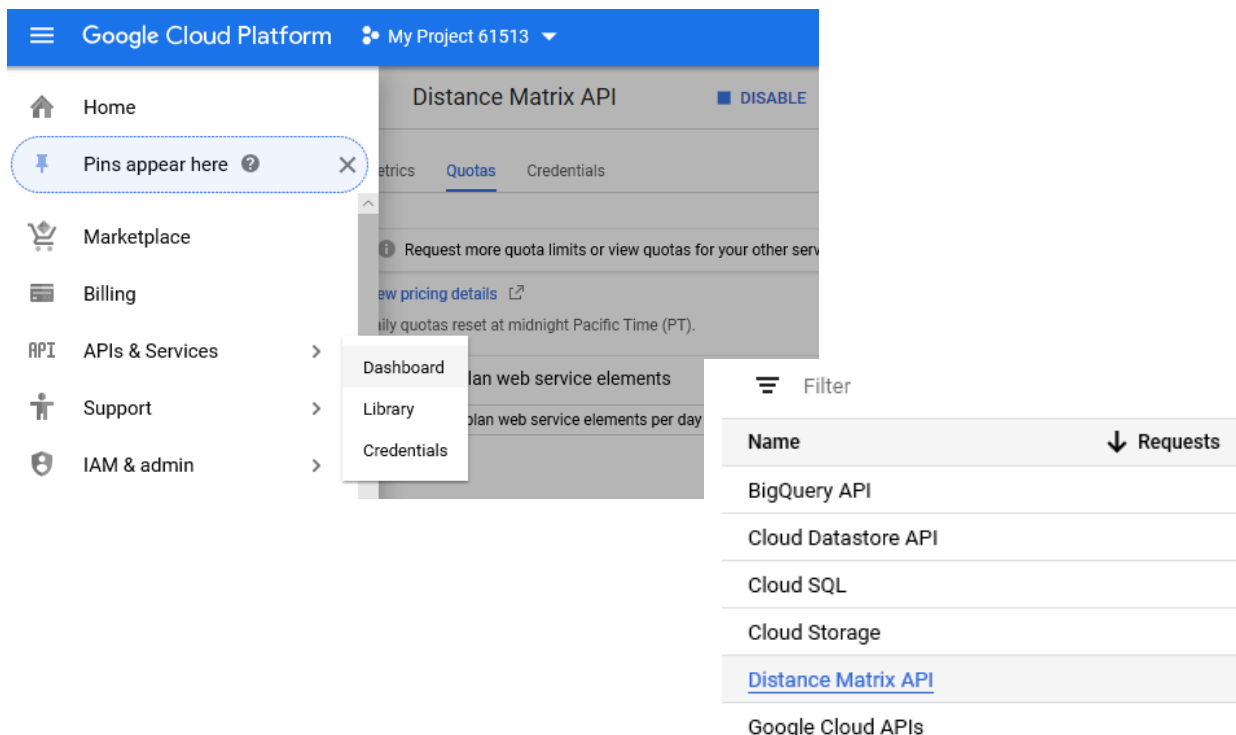 Google Cloud Platform My Project 61513
Home
Pins appear here
Marketplace
Billing
API APIs & Services
Support
IAM & admin
Distance Matrix API DISABLE
etrics Quotas Credentials
Request more quota limits or view quotas for your other serv
ew pricing details
aily quotas reset at midnight Pacific Time (PT).
Dashboard
Library
Credentials
lan web service elements
plan web service elements per day
Filter
Name Requests
BigQuery API
Cloud Datastore API
Cloud SQL
Cloud Storage
Distance Matrix API
Google Cloud APIs